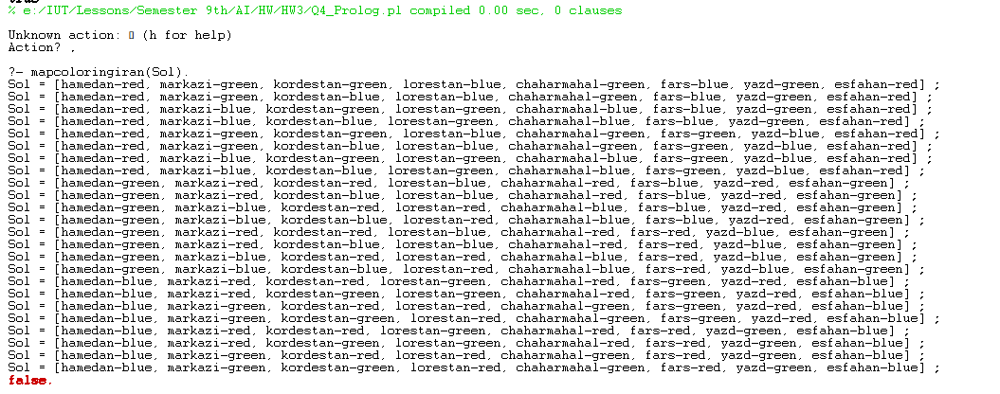 % e:/IUT/Lessons/Semester 9th/AI/HW/HW3/Q4_Prolog.pl compiled 0.00 sec, 0 clauses
Unknown action: (h for help)
Action? .
?- mapcoloringiran(Sol).
Sol = [hamedan-red, markazi-green, kordestan-green, lorestan-blue, chaharmahal-green, fars-blue, yazd-green, esfahan-red] ;
Sol = [hamedan-red, markazi-green, kordestan-blue, lorestan-blue, chaharmahal-green, fars-blue, yazd-green, esfahan-red] ;
Sol = [hamedan-red, markazi-blue, kordestan-green, lorestan-green, chaharmahal-blue, fars-blue, yazd-green, esfahan-red] ;
Sol = [hamedan-red, markazi-blue, kordestan-blue, lorestan-green, chaharmahal-blue, fars-blue, yazd-green, esfahan-red] ;
Sol = [hamedan-red, markazi-green, kordestan-green, lorestan-blue, chaharmahal-green, fars-green, yazd-blue, esfahan-red] ;
Sol = [hamedan-red, markazi-green, kordestan-blue, lorestan-blue, chaharmahal-green, fars-green, yazd-blue, esfahan-red] ;
Sol = [hamedan-red, markazi-blue, kordestan-green, lorestan-green, chaharmahal-blue, fars-green, yazd-blue, esfahan-red] ;
Sol = [hamedan-red, markazi-blue, kordestan-blue, lorestan-green, chaharmahal-blue, fars-green, yazd-blue, esfahan-red] ;
Sol = [hamedan-green, markazi-red, kordestan-red, lorestan-blue, chaharmahal-red, fars-blue, yazd-red, esfahan-green] ;
Sol = [hamedan-green, markazi-red, kordestan-blue, lorestan-blue, chaharmahal-red, fars-blue, yazd-red, esfahan-green] ;
Sol = [hamedan-green, markazi-blue, kordestan-red, lorestan-red, chaharmahal-blue, fars-blue, yazd-red, esfahan-green] ;
Sol = [hamedan-green, markazi-blue, kordestan-blue, lorestan-red, chaharmahal-blue, fars-blue, yazd-red, esfahan-green] ;
Sol = [hamedan-green, markazi-red, kordestan-red, lorestan-blue, chaharmahal-red, fars-red, yazd-blue, esfahan-green] ;
Sol = [hamedan-green, markazi-red, kordestan-blue, lorestan-blue, chaharmahal-red, fars-red, yazd-blue, esfahan-green] ;
Sol = [hamedan-green, markazi-blue, kordestan-red, lorestan-red, chaharmahal-blue, fars-red, yazd-blue, esfahan-green] ;
Sol = [hamedan-green, markazi-blue, kordestan-blue, lorestan-red, chaharmahal-blue, fars-red, yazd-blue, esfahan-green] ;
Sol = [hamedan-blue, markazi-red, kordestan-red, lorestan-green, chaharmahal-red, fars-green, yazd-red, esfahan-blue] ;
Sol = [hamedan-blue, markazi-red, kordestan-green, lorestan-green, chaharmahal-red, fars-green, yazd-red, esfahan-blue] ;
Sol = [hamedan-blue, markazi-green, kordestan-red, lorestan-red, chaharmahal-green, fars-green, yazd-red, esfahan-blue] ;
Sol = [hamedan-blue, markazi-green, kordestan-green, lorestan-red, chaharmahal-green, fars-green, yazd-red, esfahan-blue] ;
Sol = [hamedan-blue, markazi-red, kordestan-red, lorestan-green, chaharmahal-red, fars-red, yazd-green, esfahan-blue] ;
Sol = [hamedan-blue, markazi-red, kordestan-green, lorestan-green, chaharmahal-red, fars-red, yazd-green, esfahan-blue] ;
Sol = [hamedan-blue, markazi-green, kordestan-red, lorestan-red, chaharmahal-green, fars-red, yazd-green, esfahan-blue] ;
Sol = [hamedan-blue, markazi-green, kordestan-green, lorestan-red, chaharmahal-green, fars-red, yazd-green, esfahan-blue] ;
false.